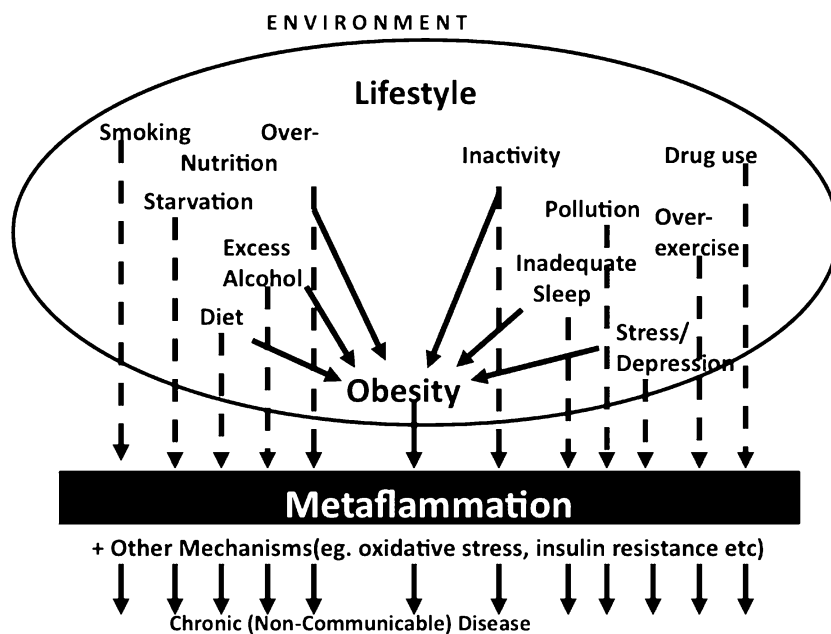 ENVIRONMENT
Lifestyle
Smoking
Over-
Nutrition
Inactivity
Drug use
Starvation
Pollution
Over-
exercise
Excess
Alcohol
Inadequate
Sleep
Diet
Stress/
Depression
Obesity
Metaflammation
+ Other Mechanisms(eg. oxidative stress, insulin resistance etc)
Chronic (Non-Communicable) Disease